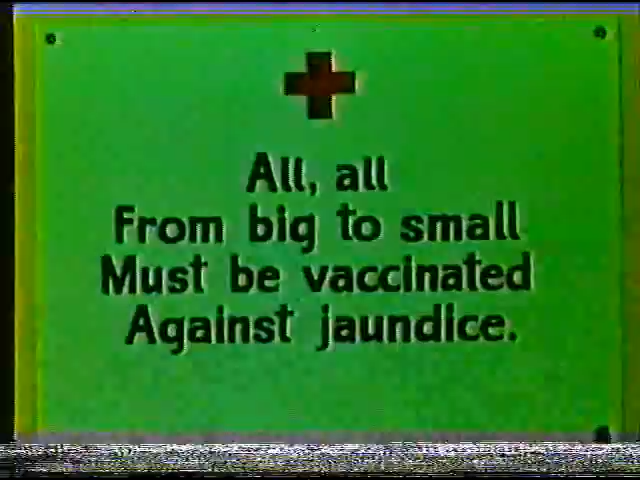 All, all
From big to small
Must be vaccinated
Against jaundice.